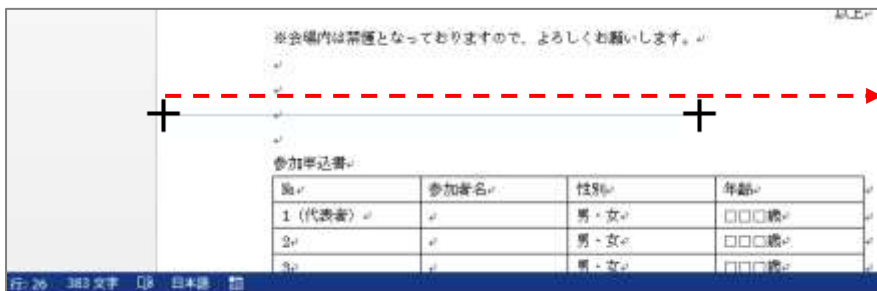 以上
※会場内は禁煙となっておりますので、よろしくお願いします。
参加申込書
№ 参加者名 性別 年齢
1（代表者） 男・女 □□□歳
2 男・女 □□□歳
3 男・女 □□□歳
行: 26 383 文字 日本語